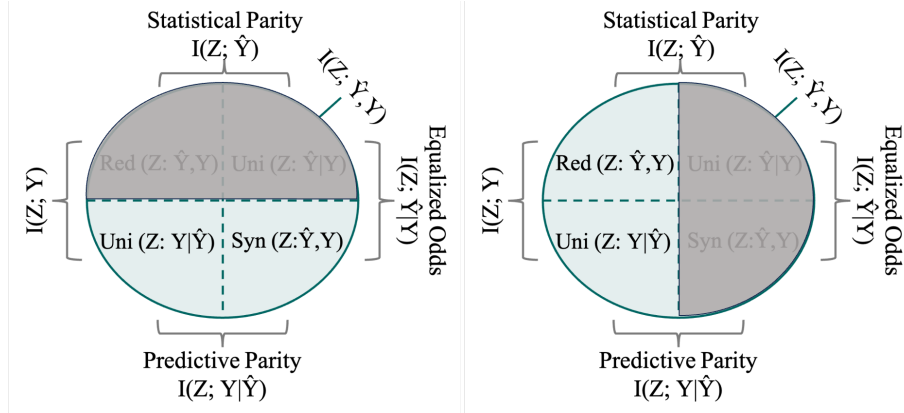 Statistical Parity
I(Z; Ŷ)
I(Z; Ŷ,Y)
I(Z; Y)
Red (Z: Ŷ,Y)
Uni (Z: Ŷ|Y)
Uni (Z: Y|Ŷ)
Syn (Z:Ŷ,Y)
Equalized Odds
I(Z; Ŷ|Y)
Predictive Parity
I(Z; Y|Ŷ)
Statistical Parity
I(Z; Ŷ)
I(Z; Ŷ,Y)
I(Z; Y)
Red (Z: Ŷ,Y)
Uni (Z: Ŷ|Y)
Uni (Z: Y|Ŷ)
Syn (Z:Ŷ,Y)
Equalized Odds
I(Z; Ŷ|Y)
Predictive Parity
I(Z; Y|Ŷ)